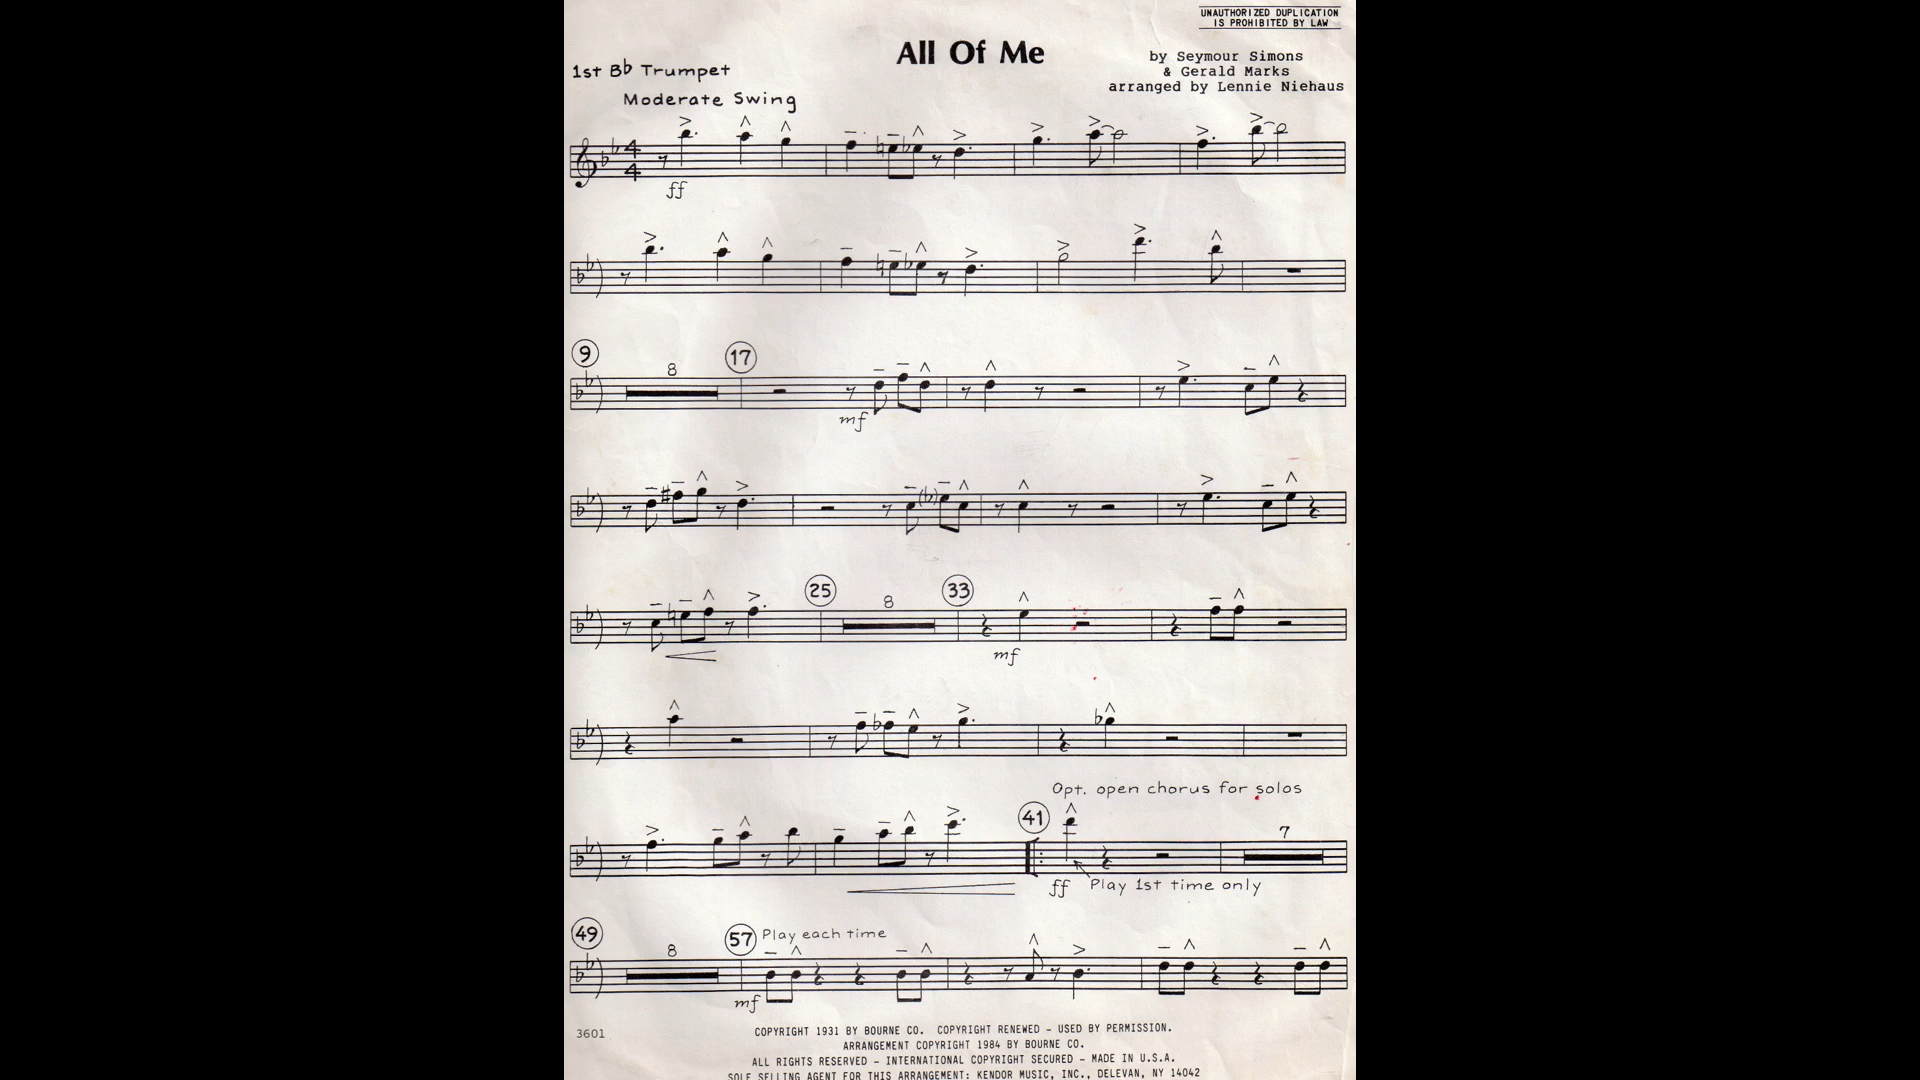 UNAUTHORIZED DUPLICATION
IS PROHIBITED BY LAW
All Of Me
1st B♭ Trumpet
by Seymour Simons
& Gerald Marks
arranged by Lennie Niehaus
Moderate Swing
4
4
ff
9
8
17
mf
25
8
33
mf
Opt. open chorus for solos
41
7
ff Play 1st time only
49
8
57 Play each time
mf
3601
COPYRIGHT 1931 BY BOURNE CO. COPYRIGHT RENEWED - USED BY PERMISSION.
ARRANGEMENT COPYRIGHT 1984 BY BOURNE CO.
ALL RIGHTS RESERVED - INTERNATIONAL COPYRIGHT SECURED - MADE IN U.S.A.
SOLE SELLING AGENT FOR THIS ARRANGEMENT: KENDOR MUSIC, INC., DELEVAN, NY 14042